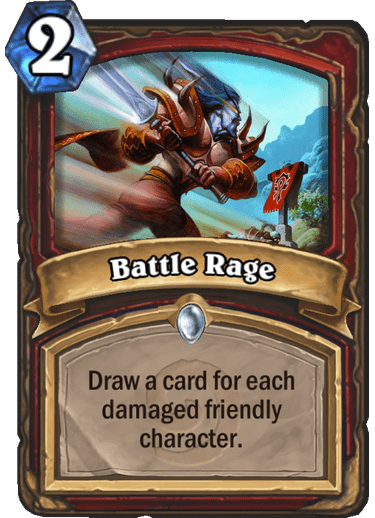 2
Battle Rage
Draw a card for each
damaged friendly
character.